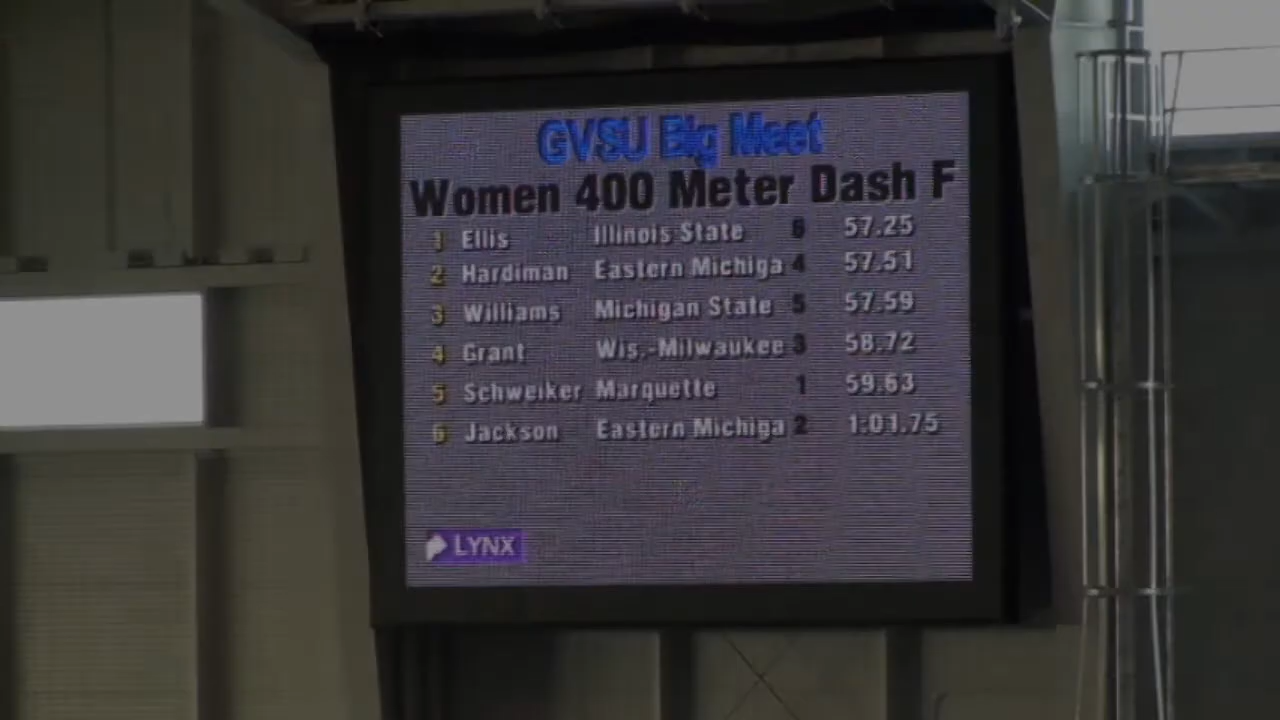 GVSU Big Meet
Women 400 Meter Dash F
1 Ellis Illinois State 6 57.25
2 Hardiman Eastern Michiga 4 57.51
3 Williams Michigan State 5 57.59
4 Grant Wis.-Milwaukee 3 58.72
5 Schweiker Marquette 1 59.63
6 Jackson Eastern Michiga 2 1:01.75
LYNX